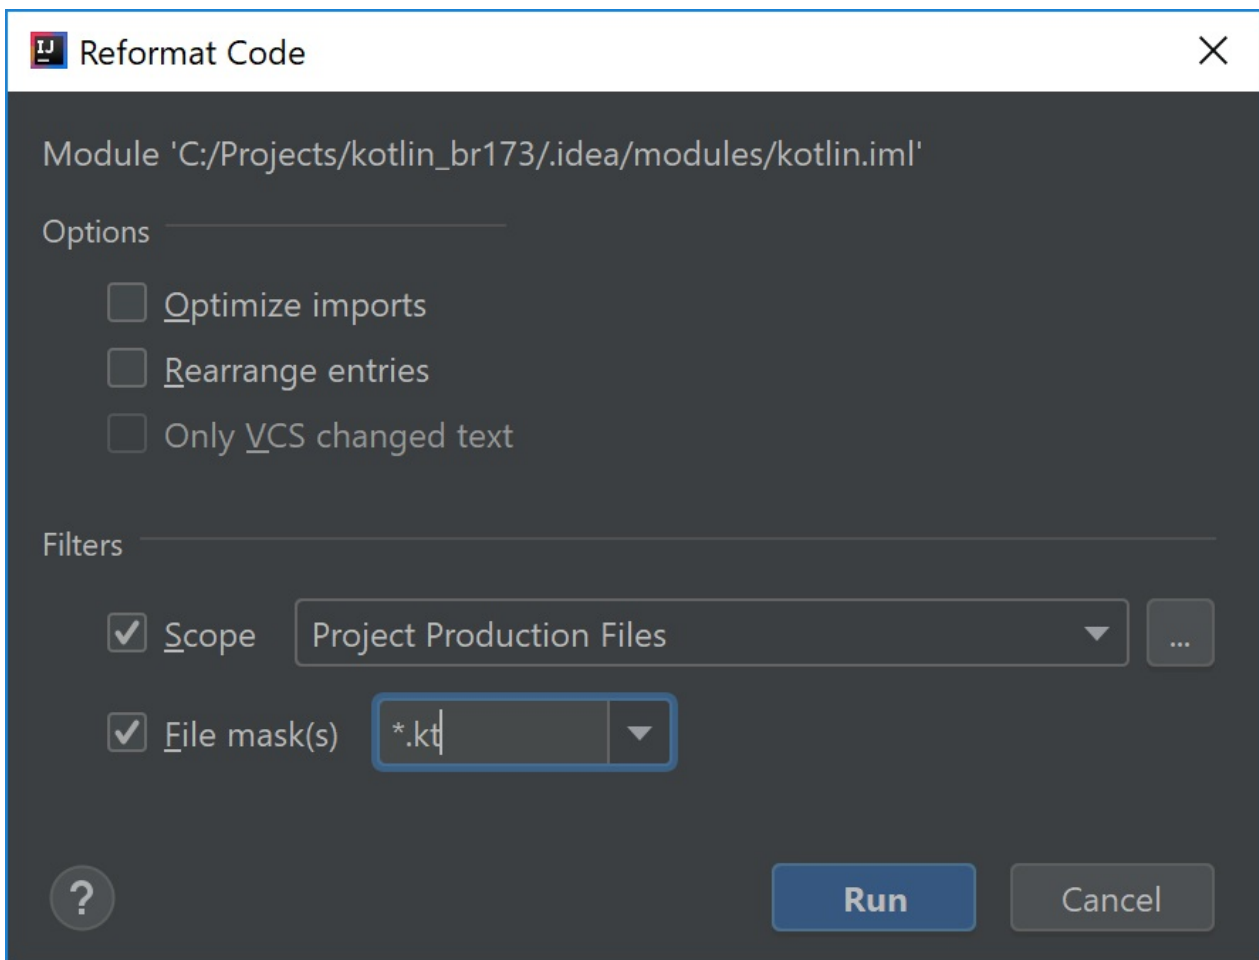 IJ
Reformat Code
Module 'C:/Projects/kotlin_br173/.idea/modules/kotlin.iml'
Options
Optimize imports
Rearrange entries
Only VCS changed text
Filters
Scope Project Production Files ...
File mask(s) *.kt
? Run Cancel